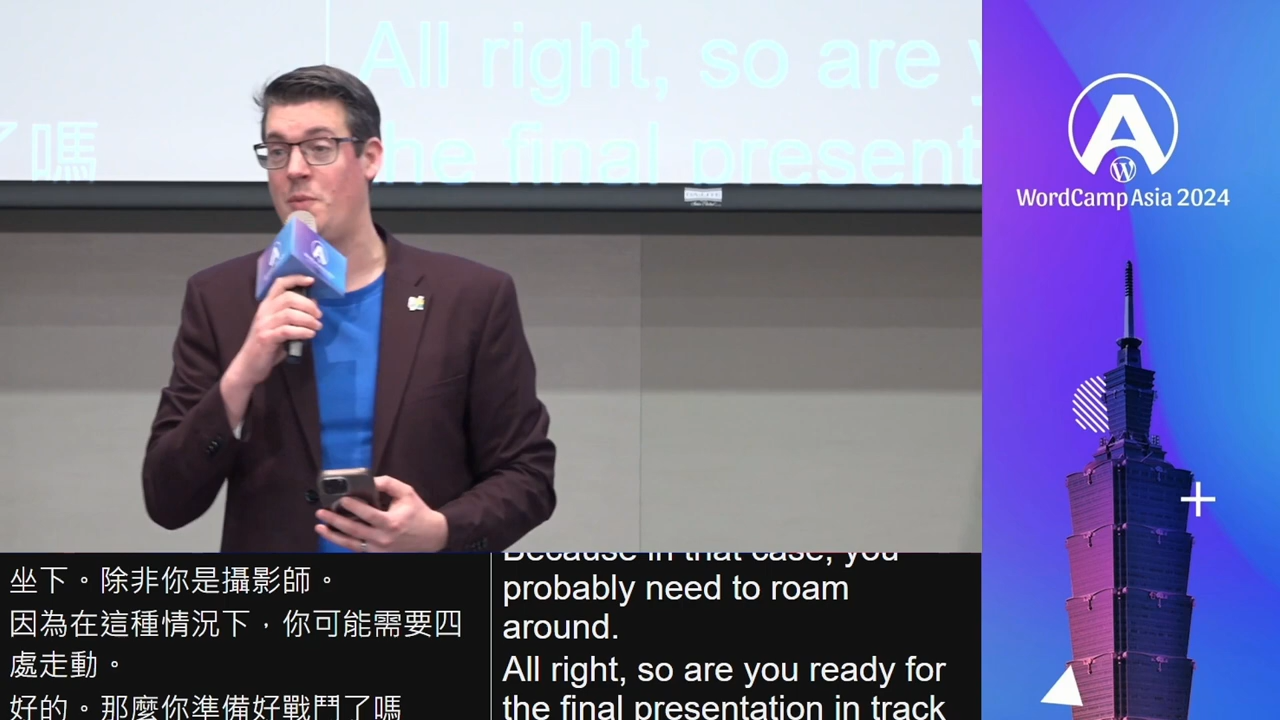 All right, so are
了嗎
the final present
WordCamp Asia 2024
坐下。除非你是攝影師。
因為在這種情況下，你可能需要四
處走動。
好的。那麼你準備好戰鬥了嗎
Because in that case, you
probably need to roam
around.
All right, so are you ready for
the final presentation in track